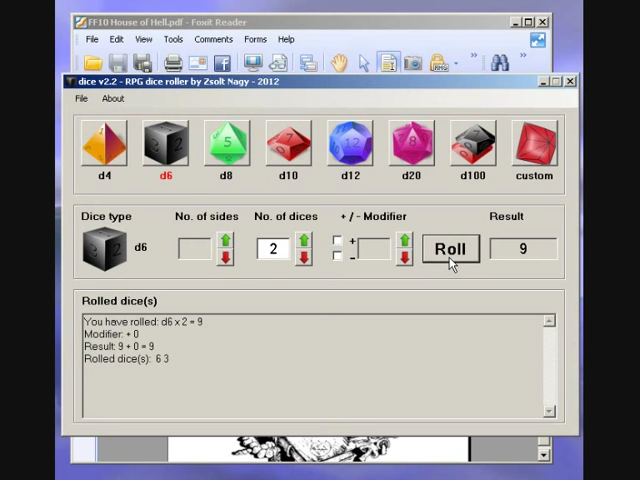 FF10 House of Hell.pdf - Foxit Reader
File Edit View Tools Comments Forms Help
dice v2.2 - RPG dice roller by Zsolt Nagy - 2012
File About
d4 d6 d8 d10 d12 d20 d100 custom
Dice type No. of sides No. of dices + / - Modifier Result
d6 2 + - Roll 9
Rolled dice(s)
You have rolled: d6 x 2 = 9
Modifier: + 0
Result: 9 + 0 = 9
Rolled dice(s): 6 3